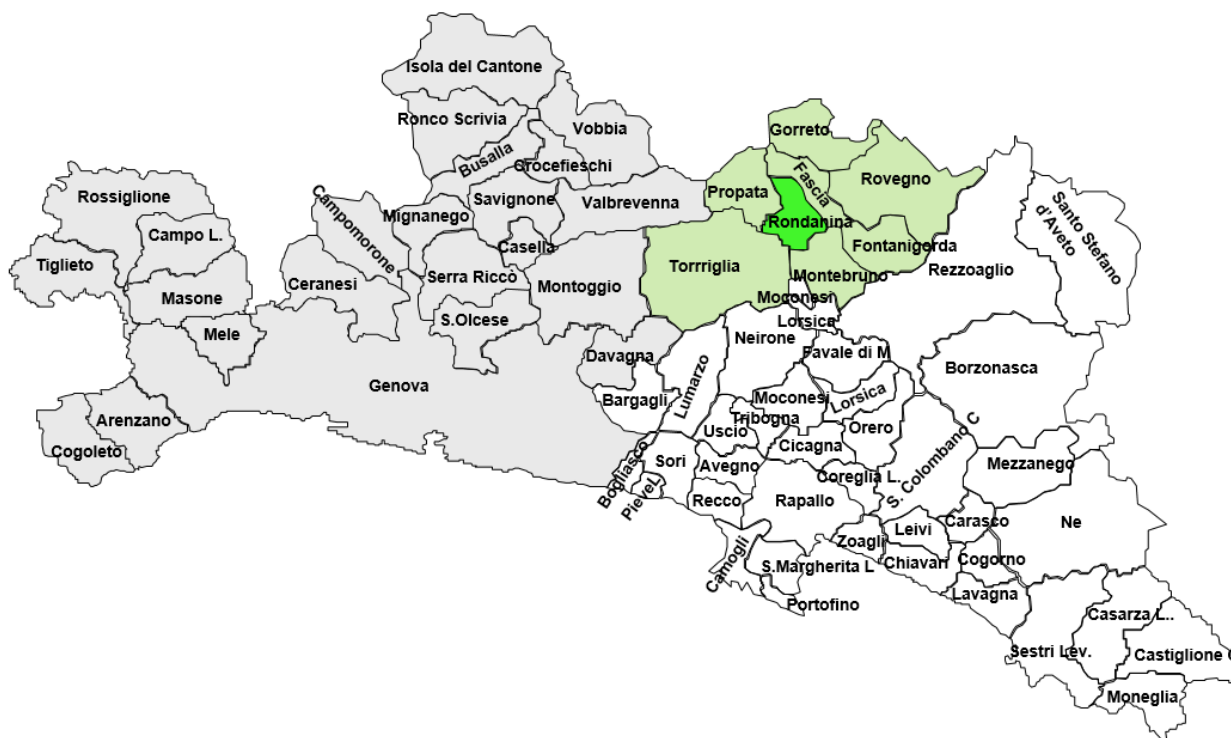 Isola del Cantone
Ronco Scrivia
Vobbia
Busalla
Crocefieschi
Gorreto
Fascia
Rovegno
Rossiglione
Campomorone
Mignanego
Savignone
Valbrevenna
Propata
Rondanina
Santo Stefano
d'Aveto
Campo L.
Casella
Fontanigorda
Tiglieto
Ceranesi
Serra Riccò
Montoggio
Torrriglia
Montebruno
Rezzoaglio
Masone
S.Olcese
Moconesi
Lorsica
Mele
Neirone
Davagna
Favale di M
Genova
Lumarzo
Borzonasca
Bargagli
Moconesi
Lorsica
Arenzano
Tribogna
Uscio
Cicagna
Orero
S. Colombano C
Cogoleto
Bogliasco
Sori
Avegno
Mezzanego
PieveL
Recco
Rapallo
Coreglia L.
Leivi
Carasco
Ne
Camogli
Zoagli
Chiavari
Cogorno
S.Margherita L
Lavagna
Portofino
Casarza L..
Sestri Lev.
Castiglione C
Moneglia